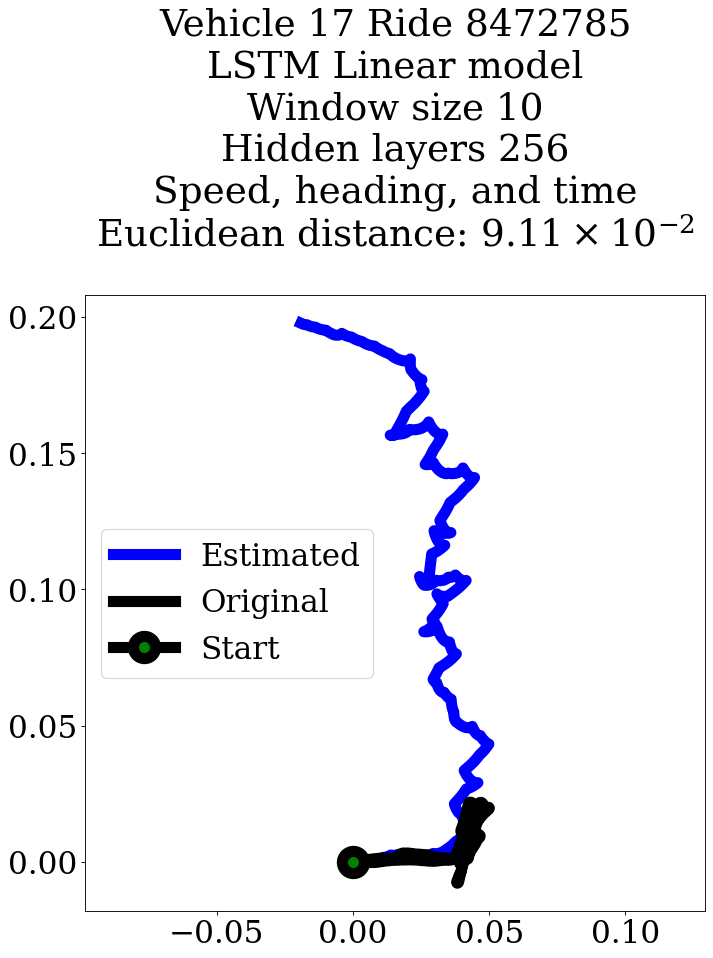 Vehicle 17 Ride 8472785
LSTM Linear model
Window size 10
Hidden layers 256
Speed, heading, and time
Euclidean distance: 9.11 × 10⁻²
0.20
0.15
0.10
0.05
0.00
Estimated
Original
Start
−0.05 0.00 0.05 0.10